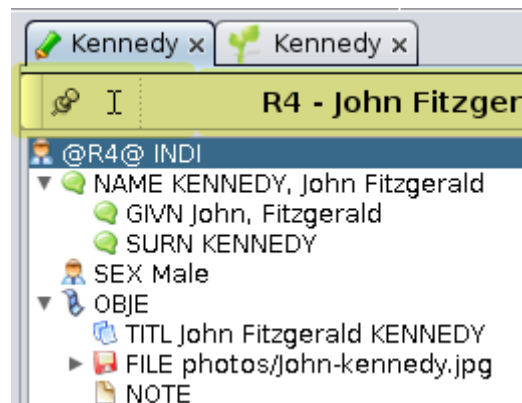 Kennedy x Kennedy x
R4 - John Fitzger
@R4@ INDI
NAME KENNEDY, John Fitzgerald
GIVN John, Fitzgerald
SURN KENNEDY
SEX Male
OBJE
TITL John Fitzgerald KENNEDY
FILE photos/John-kennedy.jpg
NOTE